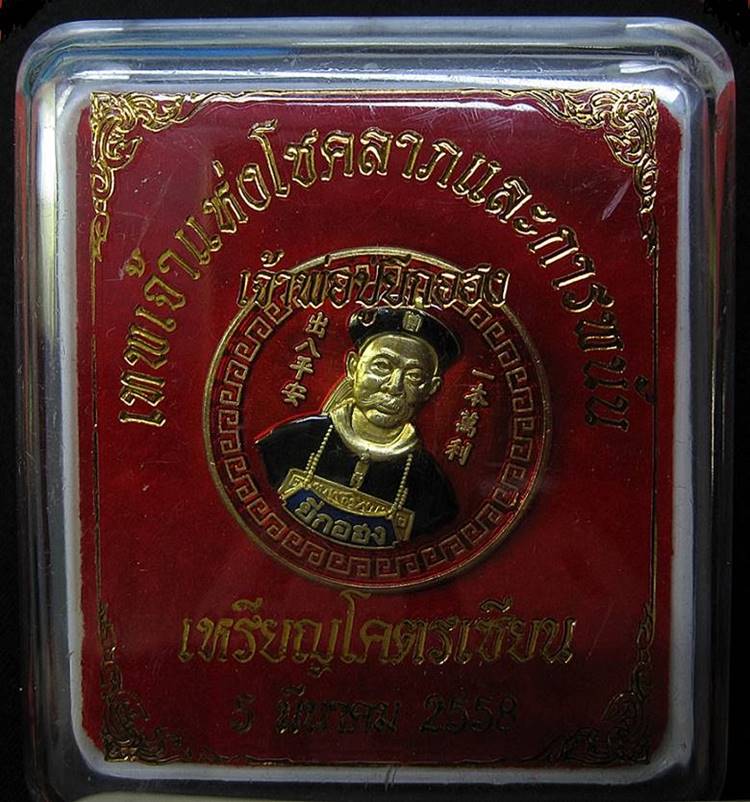 เทพเจ้าแห่งโชคลาภและการพนัน
เจ้าพ่อปู่ยี่กอฮง
出入平安
一本萬利
ยี่กอฮง
เหรียญโคตรเซียน
5 มีนาคม 2558